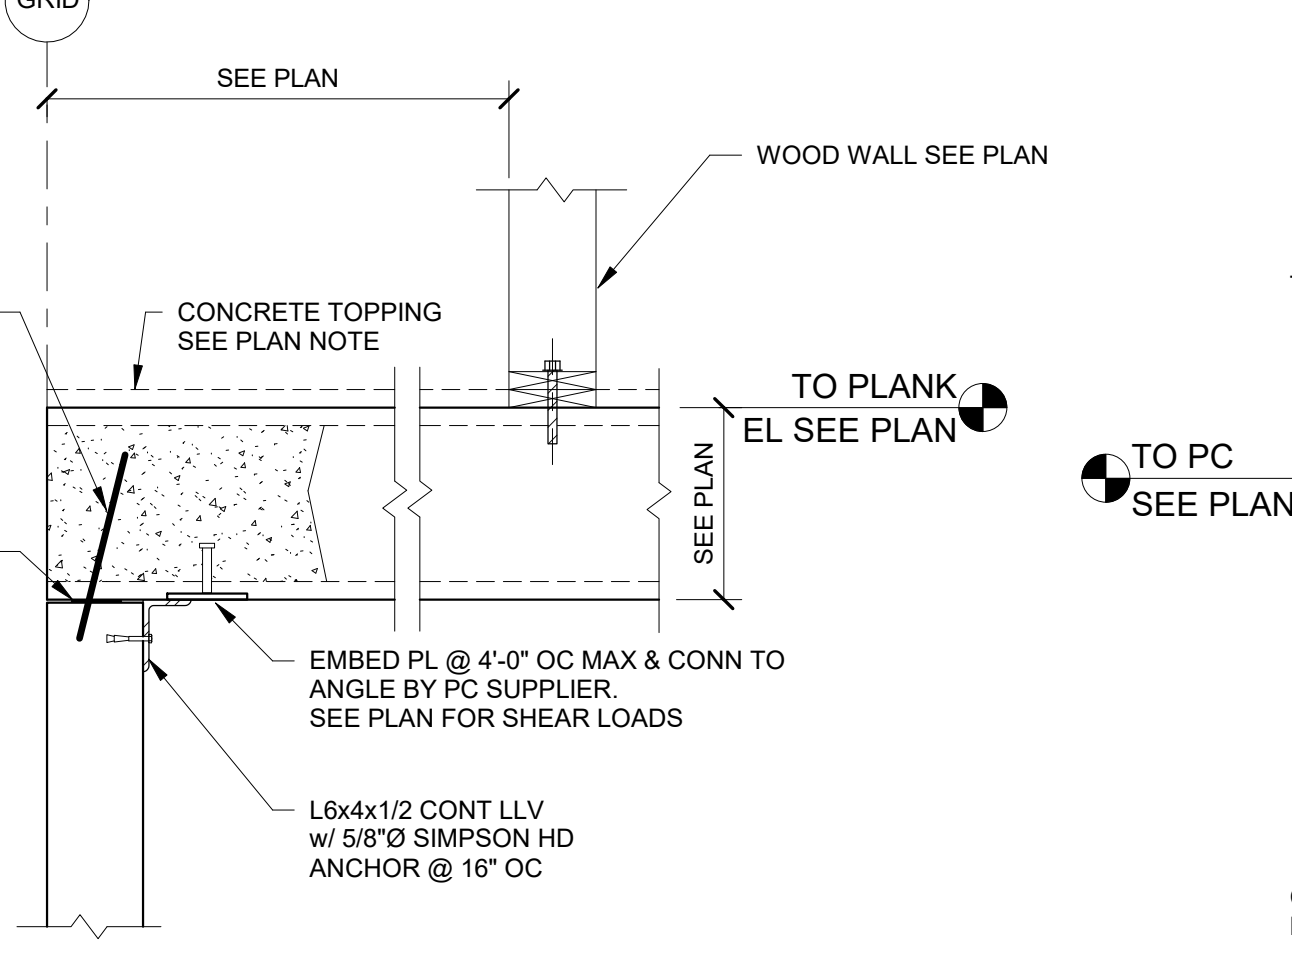 GRID
SEE PLAN
WOOD WALL SEE PLAN
CONCRETE TOPPING
SEE PLAN NOTE
TO PLANK
EL SEE PLAN
SEE PLAN
TO PC
SEE PLAN
EMBED PL @ 4'-0" OC MAX & CONN TO
ANGLE BY PC SUPPLIER.
SEE PLAN FOR SHEAR LOADS
L6x4x1/2 CONT LLV
w/ 5/8"Ø SIMPSON HD
ANCHOR @ 16" OC